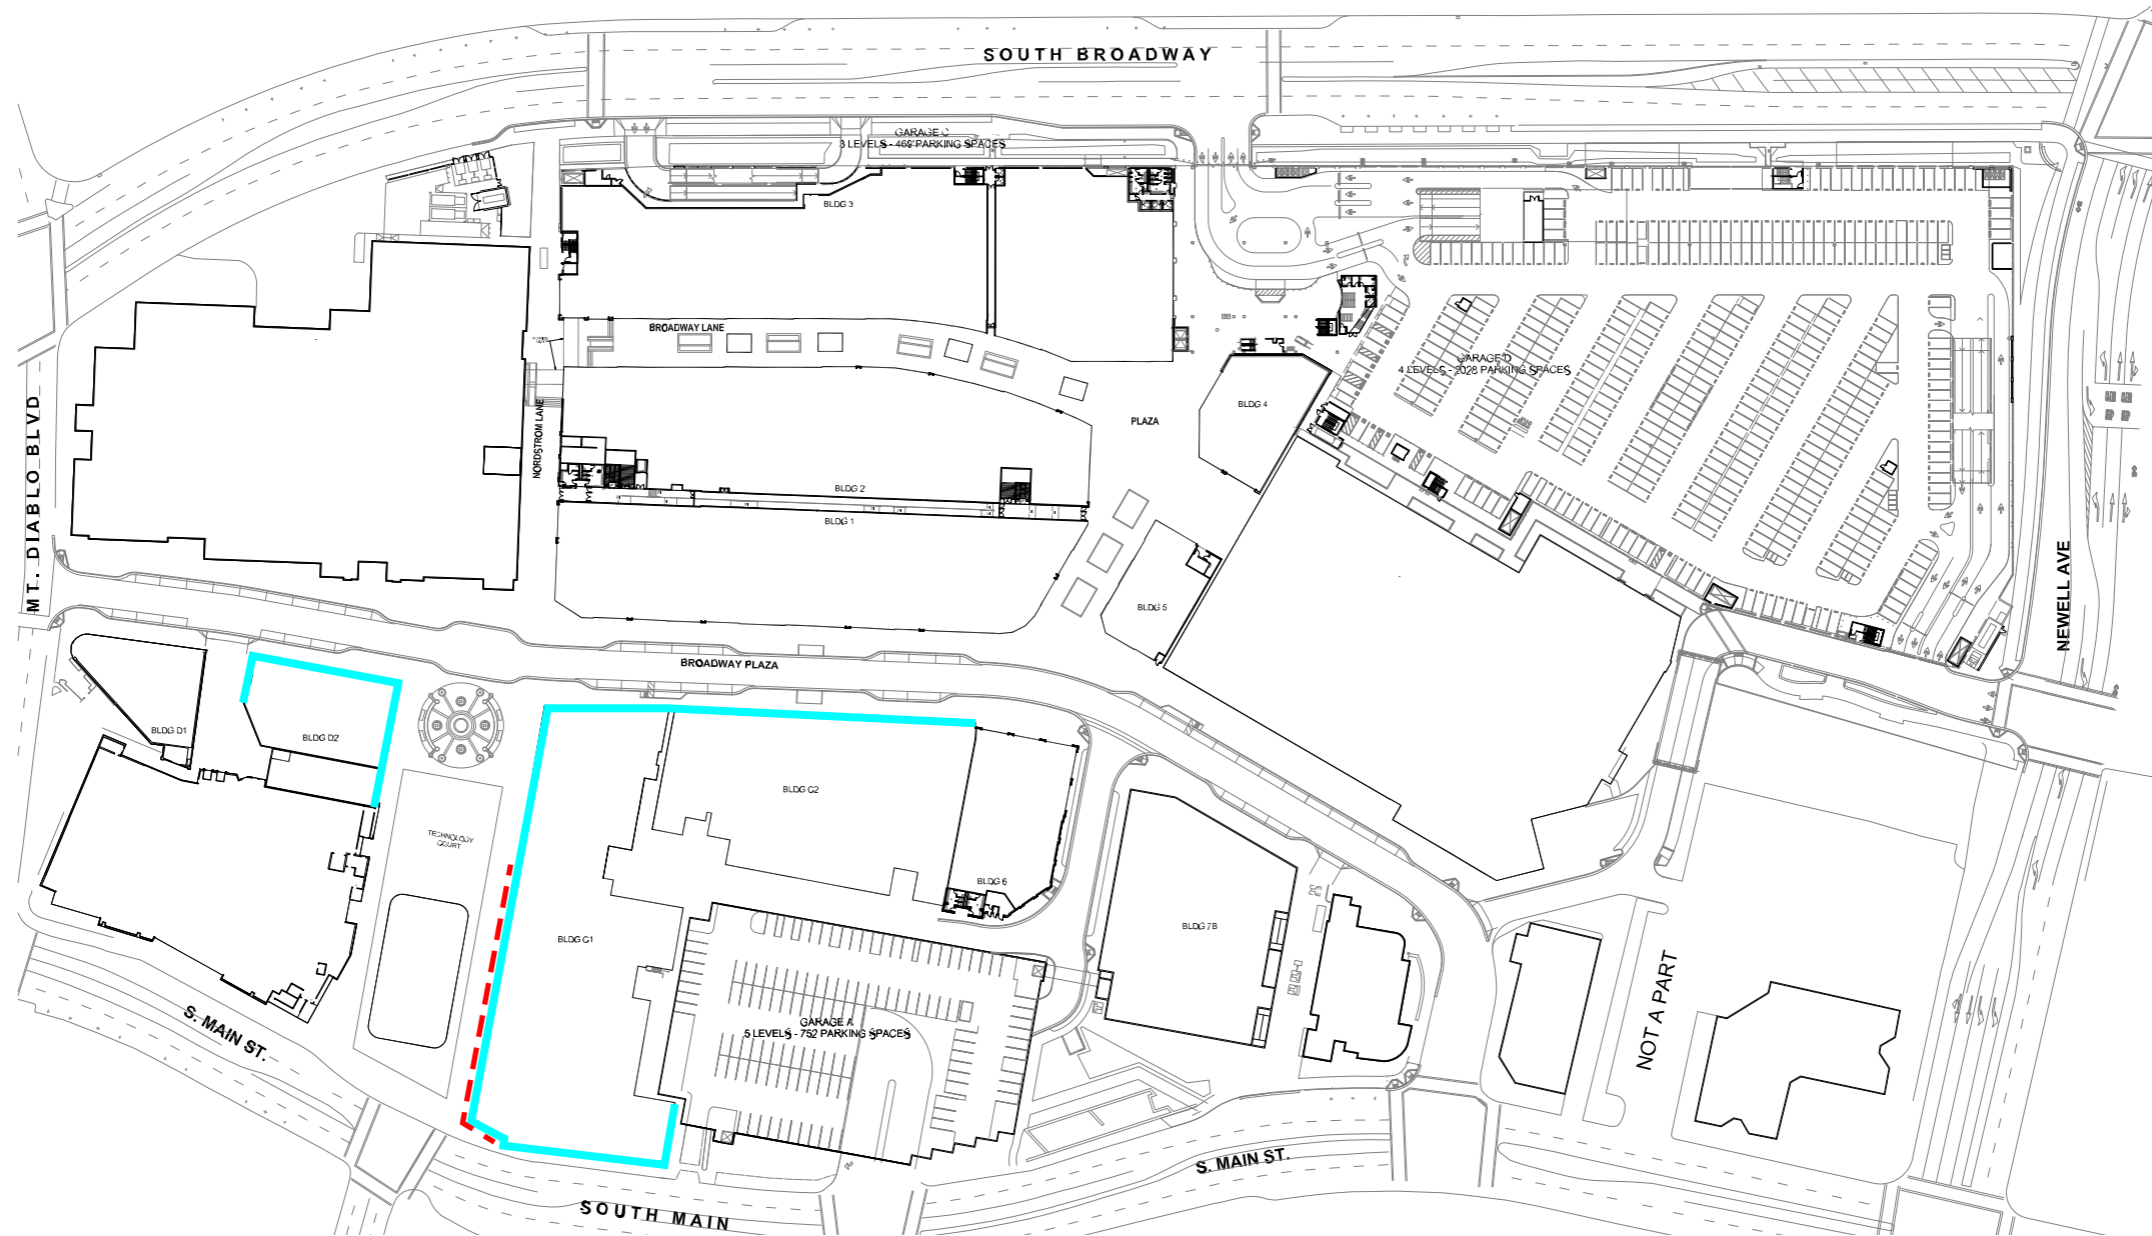 SOUTH BROADWAY
GARAGE C
3 LEVELS - 469 PARKING SPACES
BLDG 3
BROADWAY LANE
GARAGE D
4 LEVELS - 2028 PARKING SPACES
MT. DIABLO BLVD
NORDSTROM LANE
BLDG 4
PLAZA
BLDG 2
BLDG 1
BLDG 5
NEWELL AVE
BROADWAY PLAZA
BLDG D1
BLDG D2
BLDG C2
TECHNOLOGY
COURT
BLDG 6
BLDG C1
BLDG 7B
NOT A PART
GARAGE A
5 LEVELS - 752 PARKING SPACES
S. MAIN ST.
S. MAIN ST.
SOUTH MAIN